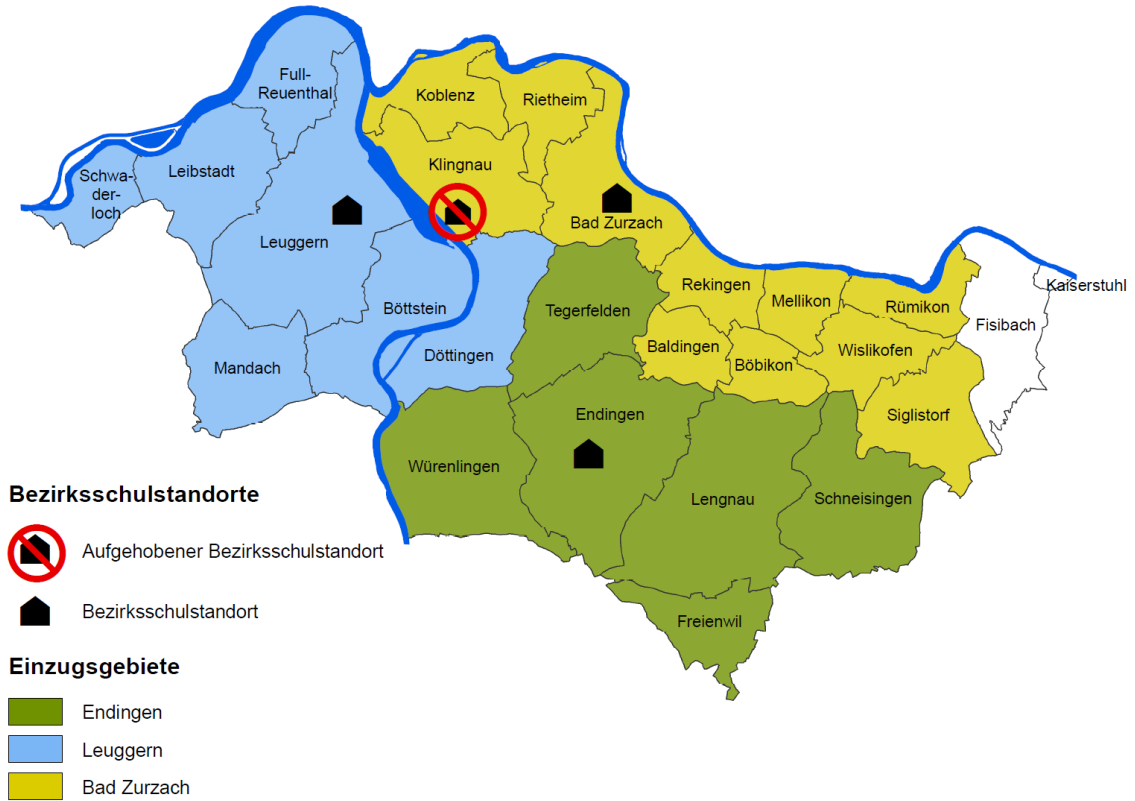 Full-
Reuenthal
Koblenz
Rietheim
Leibstadt
Klingnau
Schwa-
der-
loch
Leuggern
Bad Zurzach
Rekingen
Mellikon
Rümikon
Kaiserstuhl
Fisibach
Böttstein
Tegerfelden
Baldingen
Böbikon
Wislikofen
Mandach
Döttingen
Endingen
Siglistorf
Würenlingen
Lengnau
Schneisingen
Freienwil
Bezirksschulstandorte
Aufgehobener Bezirksschulstandort
Bezirksschulstandort
Einzugsgebiete
Endingen
Leuggern
Bad Zurzach